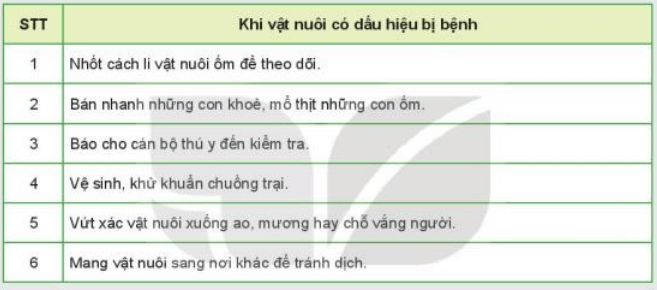 STT Khi vật nuôi có dấu hiệu bị bệnh
1 Nhốt cách li vật nuôi ốm để theo dõi.
2 Bán nhanh những con khoẻ, mổ thịt những con ốm.
3 Báo cho cán bộ thú y đến kiểm tra.
4 Vệ sinh, khử khuẩn chuồng trại.
5 Vứt xác vật nuôi xuống ao, mương hay chỗ vắng người.
6 Mang vật nuôi sang nơi khác để tránh dịch.